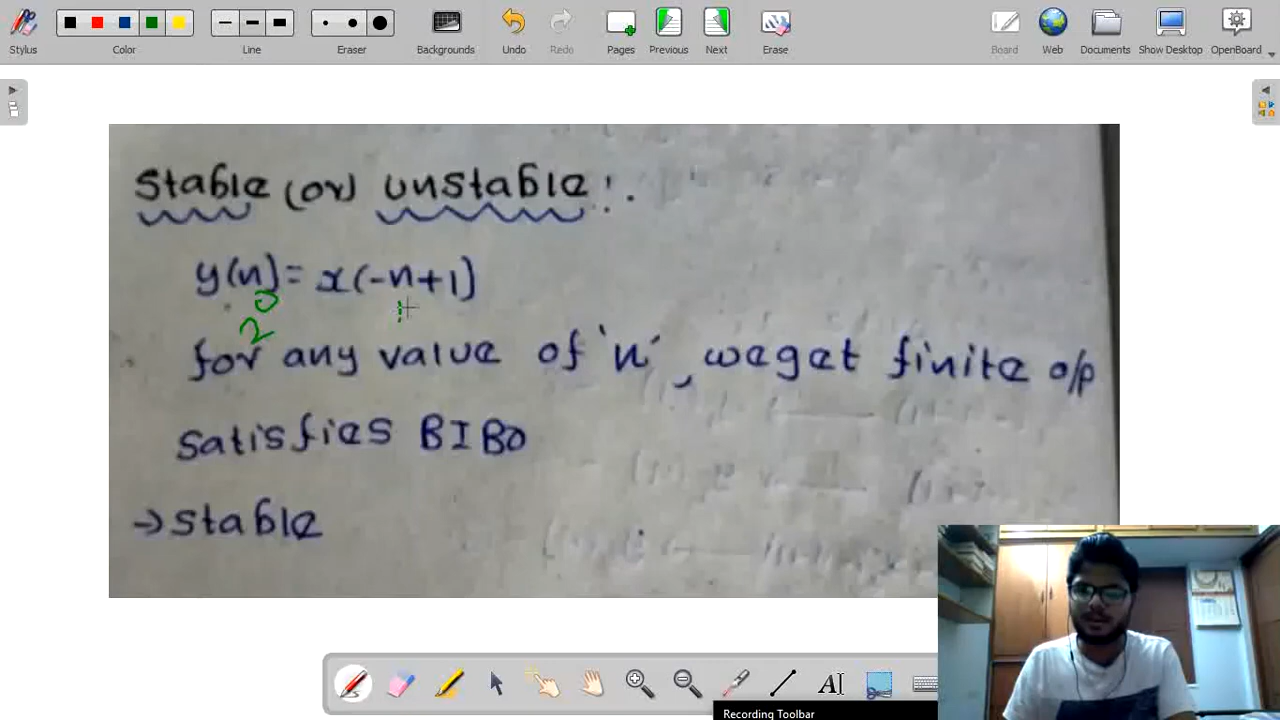 Stylus Color Line Eraser Backgrounds Undo Redo Pages Previous Next Erase Board Web Documents Show Desktop OpenBoard
Stable (or) unstable :.
y(n) = x(-n+1)
0
2
for any value of 'n', we get finite o/p
Satisfies BIBO
→ stable
Recording Toolbar